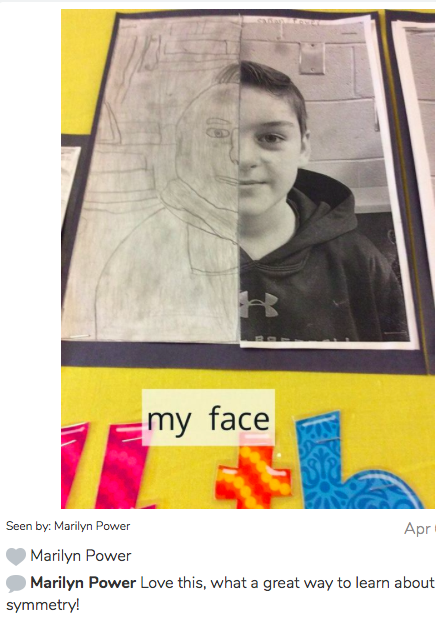 my face
Seen by: Marilyn Power
Apr
Marilyn Power
Marilyn Power Love this, what a great way to learn about
symmetry!